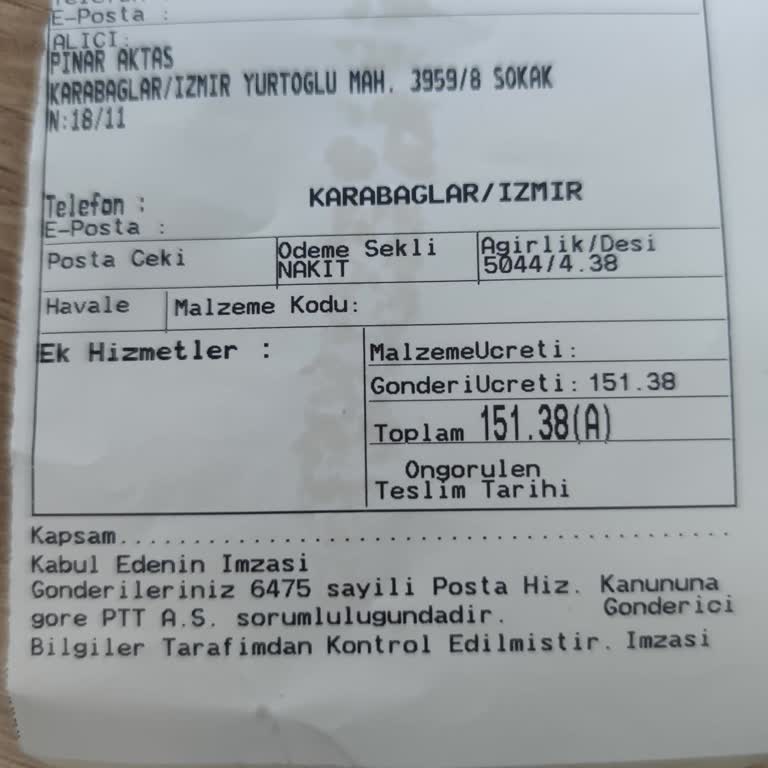 E-Posta :
ALICI:
PINAR AKTAS
KARABAGLAR/IZMIR YURTOGLU MAH. 3959/8 SOKAK
N:18/11
KARABAGLAR/IZMIR
Telefon :
E-Posta :
Posta Ceki
Odeme Sekli
NAKIT
Agirlik/Desi
5044/4.38
Havale
Malzeme Kodu:
Ek Hizmetler :
MalzemeUcreti:
GonderiUcreti: 151.38
Toplam 151.38(A)
Ongorulen
Teslim Tarihi
Kapsam..........................................
Kabul Edenin Imzasi
Gonderileriniz 6475 sayili Posta Hiz. Kanununa
gore PTT A.S. sorumlulugundadir. Gonderici
Bilgiler Tarafimdan Kontrol Edilmistir. Imzasi